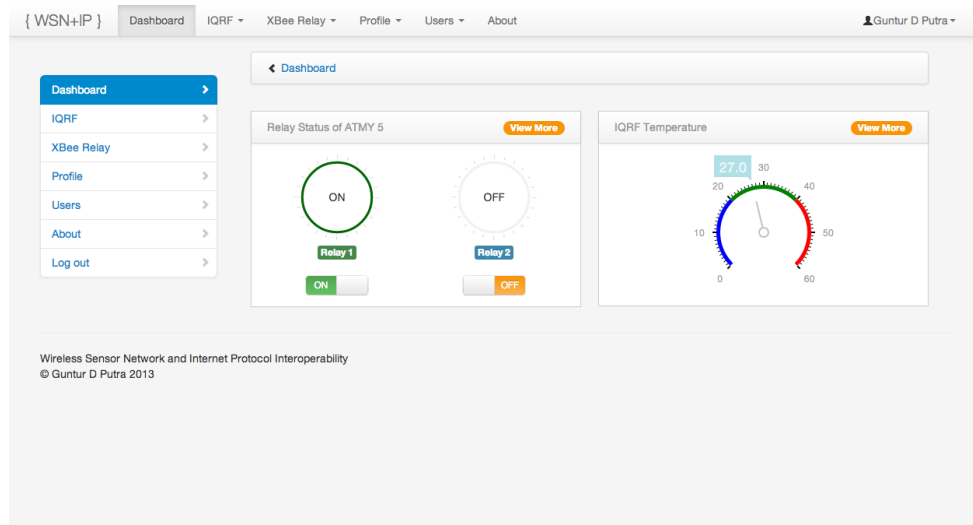 { WSN+IP } Dashboard IQRF XBee Relay Profile Users About Guntur D Putra
Dashboard
Dashboard
IQRF
XBee Relay
Profile
Users
About
Log out
Relay Status of ATMY 5 View More
ON OFF
Relay 1 Relay 2
ON OFF
IQRF Temperature View More
27.0 30
20 40
10 50
0 60
Wireless Sensor Network and Internet Protocol Interoperability
© Guntur D Putra 2013